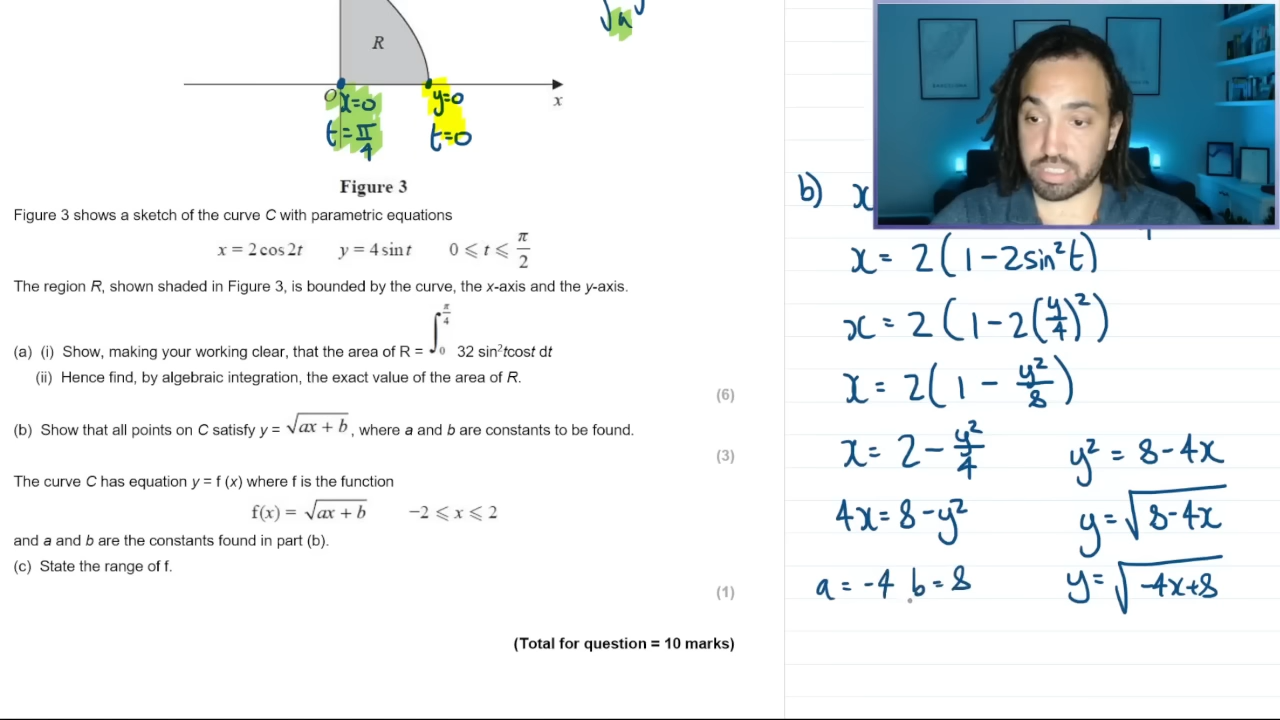 R
√a
O
x
x=0
t=π/4
y=0
t=0
Figure 3
Figure 3 shows a sketch of the curve C with parametric equations
x = 2 cos 2t y = 4 sin t 0 ⩽ t ⩽ π/2
The region R, shown shaded in Figure 3, is bounded by the curve, the x-axis and the y-axis.
(a) (i) Show, making your working clear, that the area of R = ∫₀^{π/4} 32 sin²tcost dt
(ii) Hence find, by algebraic integration, the exact value of the area of R.
(6)
(b) Show that all points on C satisfy y = √(ax + b), where a and b are constants to be found.
(3)
The curve C has equation y = f (x) where f is the function
f(x) = √(ax + b) −2 ⩽ x ⩽ 2
and a and b are the constants found in part (b).
(c) State the range of f.
(1)
(Total for question = 10 marks)
b) x
x = 2(1-2sin²t)
x = 2(1-2(y/4)²)
x = 2(1 - y²/8)
x = 2 - y²/4
4x = 8-y²
a = -4 b = 8
y² = 8-4x
y = √(8-4x)
y = √(-4x+8)
BARCELONA